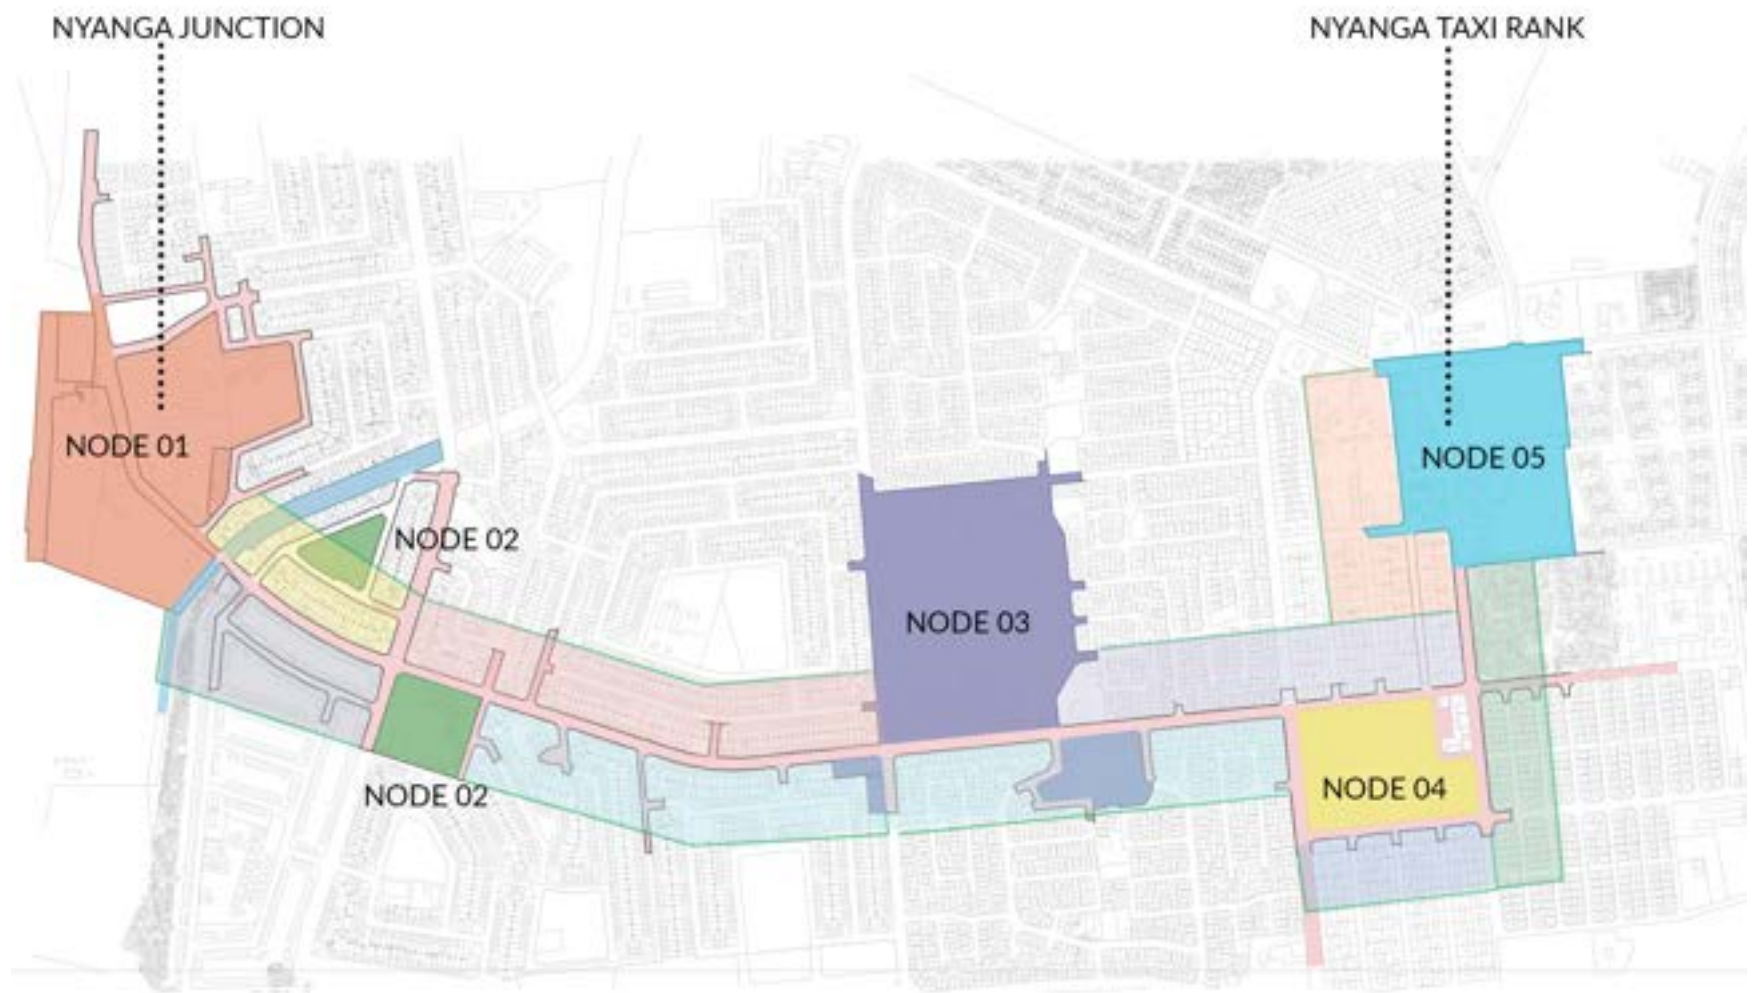 NYANGA JUNCTION
NYANGA TAXI RANK
NODE 01
NODE 05
NODE 02
NODE 03
NODE 04
NODE 02